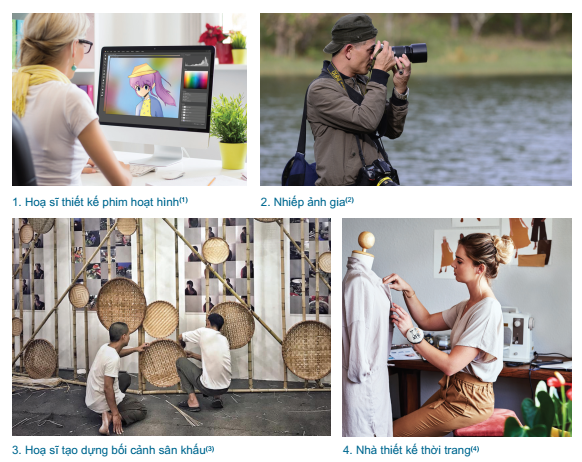 1. Hoạ sĩ thiết kế phim hoạt hình⁽¹⁾
2. Nhiếp ảnh gia⁽²⁾
3. Hoạ sĩ tạo dựng bối cảnh sân khấu⁽³⁾
4. Nhà thiết kế thời trang⁽⁴⁾